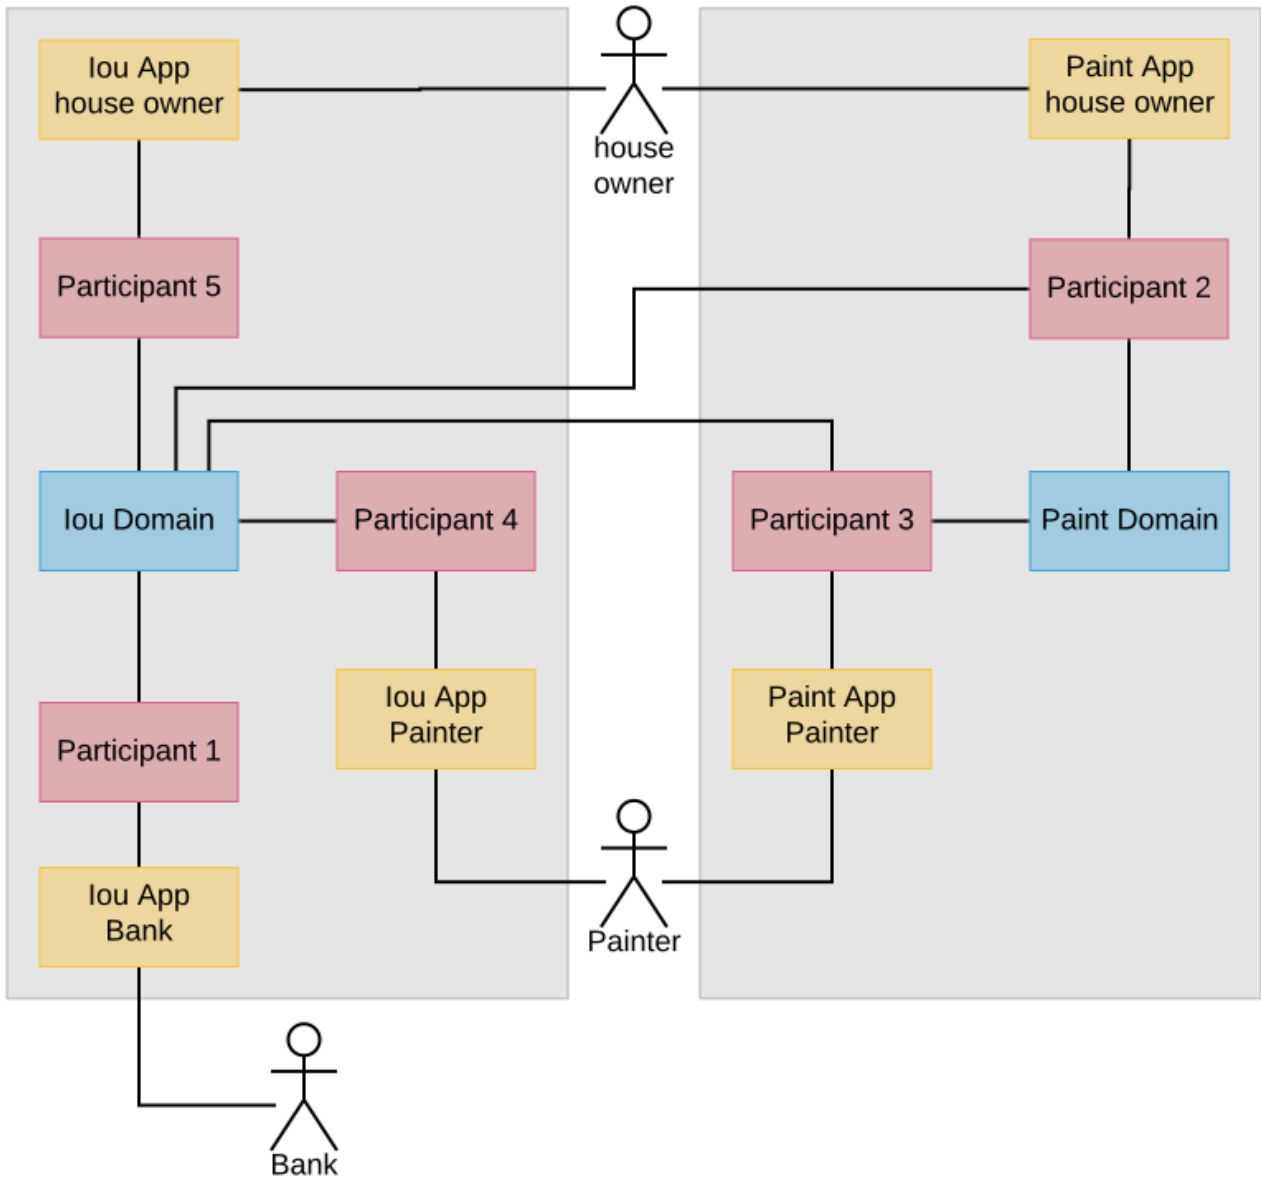 Iou App
house owner
house
owner
Paint App
house owner
Participant 5
Participant 2
Iou Domain
Participant 4
Participant 3
Paint Domain
Iou App
Painter
Paint App
Painter
Participant 1
Iou App
Bank
Painter
Bank